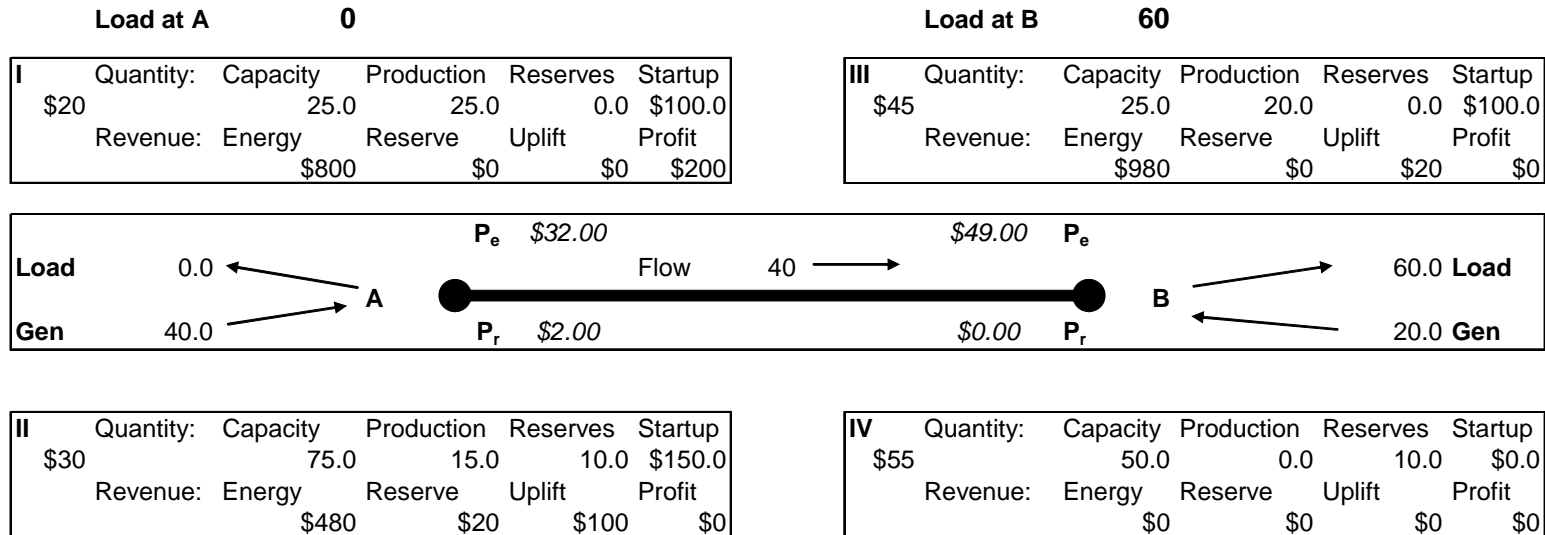 Load at A 0 Load at B 60
I Quantity: Capacity Production Reserves Startup
$20 25.0 25.0 0.0 $100.0
Revenue: Energy Reserve Uplift Profit
$800 $0 $0 $200
III Quantity: Capacity Production Reserves Startup
$45 25.0 20.0 0.0 $100.0
Revenue: Energy Reserve Uplift Profit
$980 $0 $20 $0
Pe $32.00 $49.00 Pe
Load 0.0 Flow 40 60.0 Load
A B
Gen 40.0 Pr $2.00 $0.00 Pr 20.0 Gen
II Quantity: Capacity Production Reserves Startup
$30 75.0 15.0 10.0 $150.0
Revenue: Energy Reserve Uplift Profit
$480 $20 $100 $0
IV Quantity: Capacity Production Reserves Startup
$55 50.0 0.0 10.0 $0.0
Revenue: Energy Reserve Uplift Profit
$0 $0 $0 $0